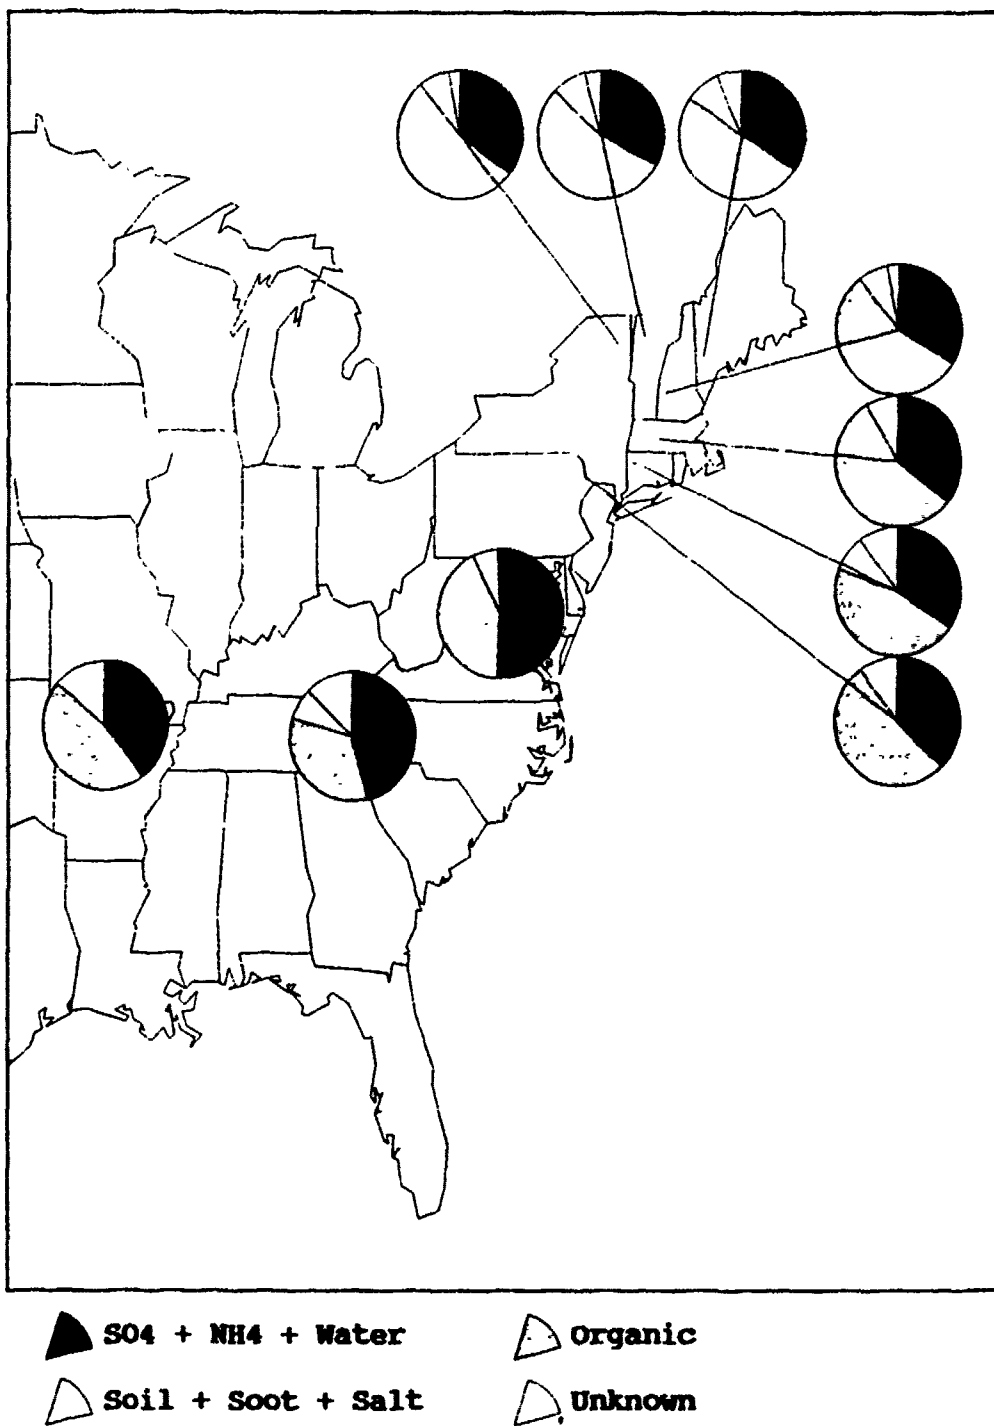 SO4 + NH4 + Water
Organic
Soil + Soot + Salt
Unknown